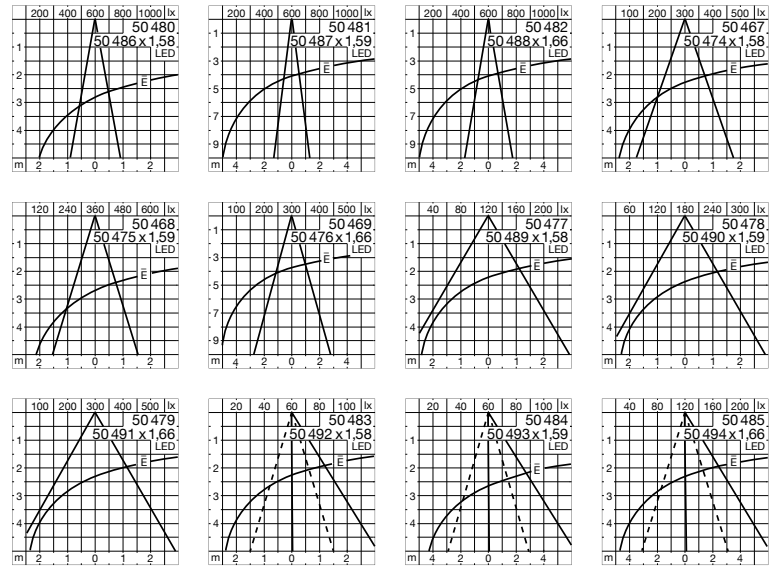 200 400 600 800 1000 lx
50 480
50 486 x 1,58
LED
1
2
3
4
E̅
m 2 1 0 1 2
200 400 600 800 1000 lx
50 481
50 487 x 1,59
LED
1
3
5
7
9
E̅
m 4 2 0 2 4
200 400 600 800 1000 lx
50 482
50 488 x 1,66
LED
1
3
5
7
9
E̅
m 4 2 0 2 4
100 200 300 400 500 lx
50 467
50 474 x 1,58
LED
1
2
3
4
E̅
m 2 1 0 1 2
120 240 360 480 600 lx
50 468
50 475 x 1,59
LED
1
2
3
4
E̅
m 2 1 0 1 2
100 200 300 400 500 lx
50 469
50 476 x 1,66
LED
1
3
5
7
9
E̅
m 4 2 0 2 4
40 80 120 160 200 lx
50 477
50 489 x 1,58
LED
1
2
3
4
E̅
m 2 1 0 1 2
60 120 180 240 300 lx
50 478
50 490 x 1,59
LED
1
2
3
4
E̅
m 2 1 0 1 2
100 200 300 400 500 lx
50 479
50 491 x 1,66
LED
1
2
3
4
E̅
m 2 1 0 1 2
20 40 60 80 100 lx
50 483
50 492 x 1,58
LED
1
2
3
4
E̅
m 2 1 0 1 2
20 40 60 80 100 lx
50 484
50 493 x 1,59
LED
1
2
3
4
E̅
m 4 2 0 2 4
40 80 120 160 200 lx
50 485
50 494 x 1,66
LED
1
2
3
4
E̅
m 4 2 0 2 4